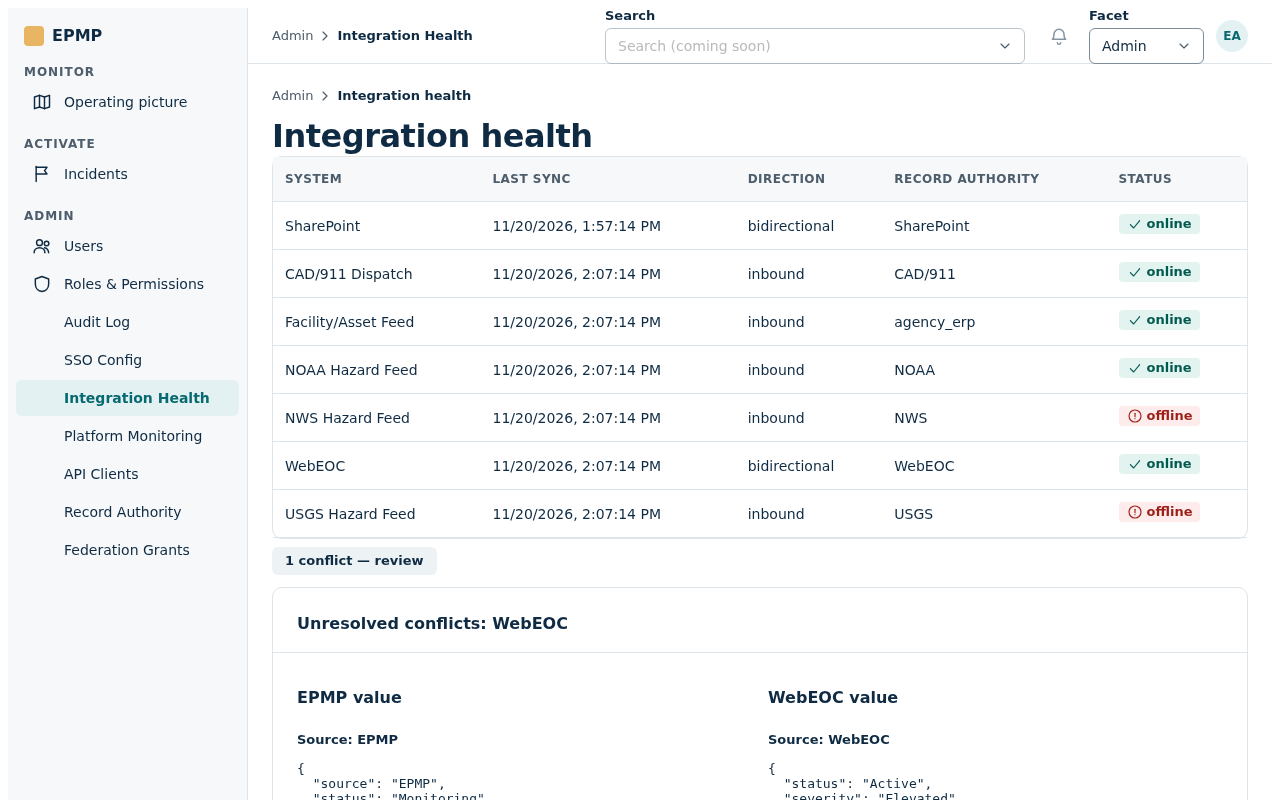 EPMP
MONITOR
Operating picture
ACTIVATE
Incidents
ADMIN
Users
Roles & Permissions
Audit Log
SSO Config
Integration Health
Platform Monitoring
API Clients
Record Authority
Federation Grants
Admin > Integration Health
Search
Search (coming soon)
Facet
Admin
EA
Admin > Integration health
Integration health
SYSTEM LAST SYNC DIRECTION RECORD AUTHORITY STATUS
SharePoint 11/20/2026, 1:57:14 PM bidirectional SharePoint online
CAD/911 Dispatch 11/20/2026, 2:07:14 PM inbound CAD/911 online
Facility/Asset Feed 11/20/2026, 2:07:14 PM inbound agency_erp online
NOAA Hazard Feed 11/20/2026, 2:07:14 PM inbound NOAA online
NWS Hazard Feed 11/20/2026, 2:07:14 PM inbound NWS offline
WebEOC 11/20/2026, 2:07:14 PM bidirectional WebEOC online
USGS Hazard Feed 11/20/2026, 2:07:14 PM inbound USGS offline
1 conflict — review
Unresolved conflicts: WebEOC
EPMP value
Source: EPMP
{
"source": "EPMP",
"status": "Monitoring"
WebEOC value
Source: WebEOC
{
"status": "Active",
"severity": "Elevated"